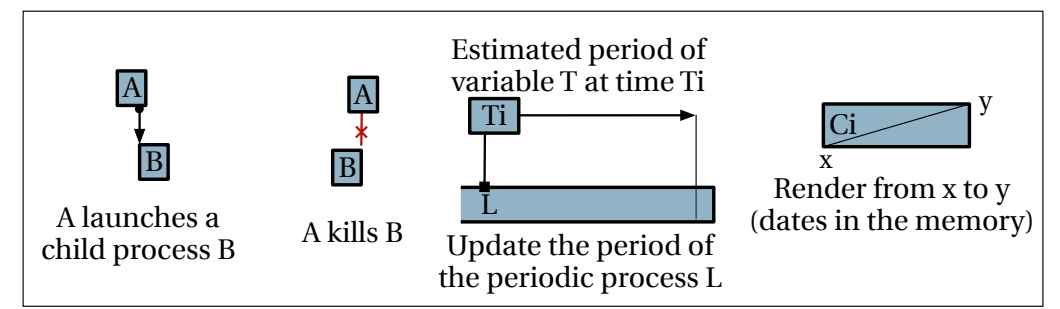 A
B
A launches a
child process B
A
B
A kills B
Estimated period of
variable T at time Ti
Ti
L
Update the period of
the periodic process L
y
Ci
x
Render from x to y
(dates in the memory)